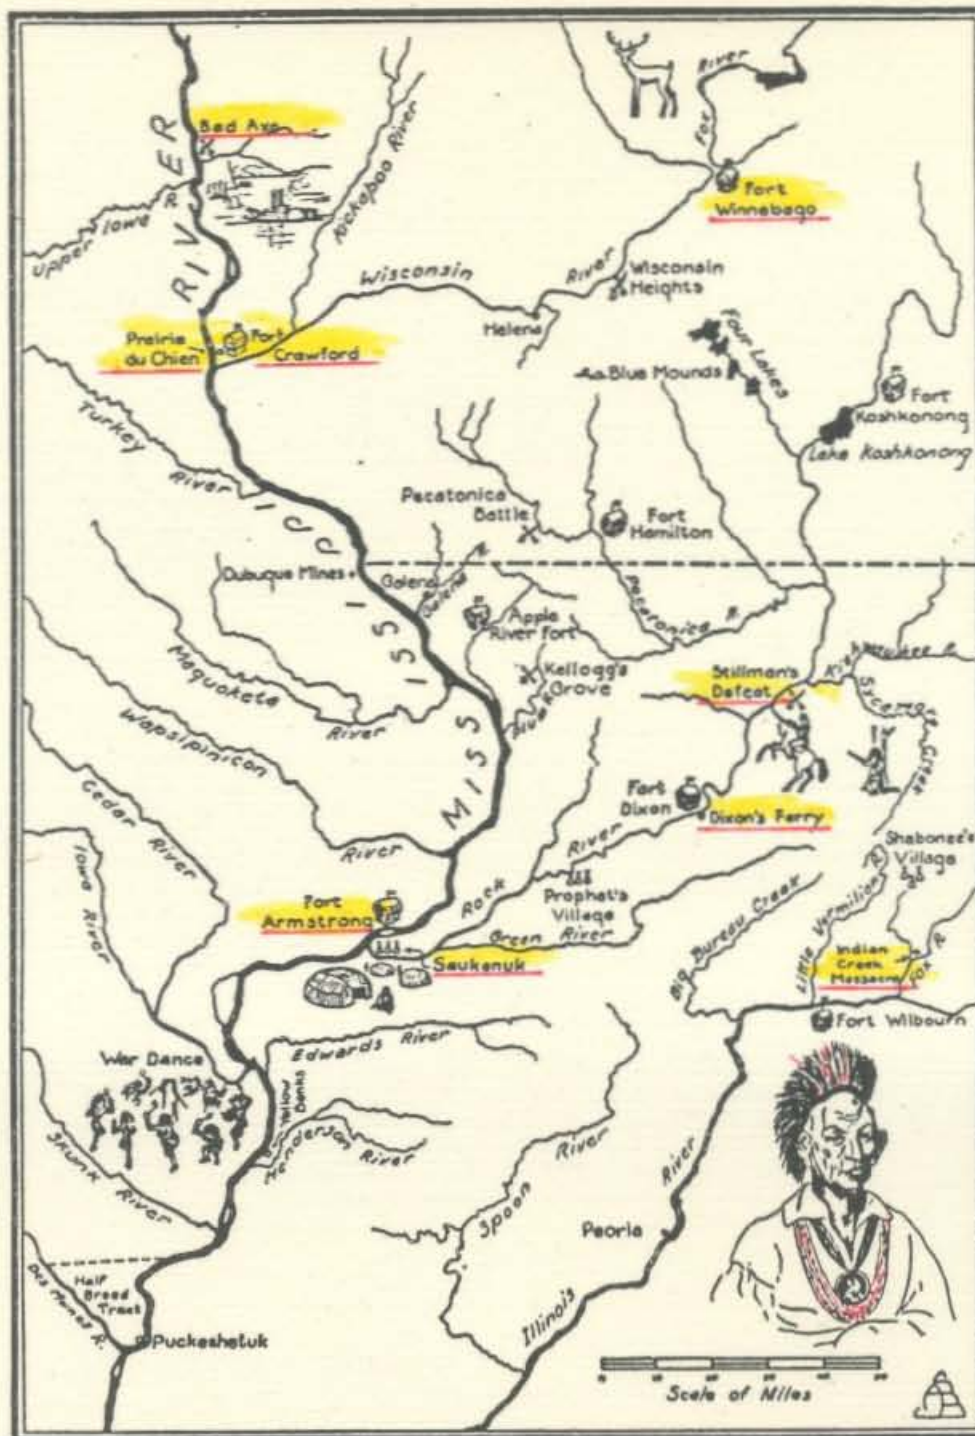 River
Fox
Bad Axe
RIVER
Kickapoo River
Fort
Winnebago
Upper Iowa R.
Wisconsin
River
Wisconsin
Heights
Helena
Prairie
du Chien
Fort
Crawford
Four Lakes
Blue Mounds
Fort
Koshkonong
Lake Koshkonong
Turkey
River
Pecatonica
Battle
Fort
Hamilton
MISSISSIPPI
Dubuque Mines
Galena
Galena R.
Apple
River Fort
Pecatonica R.
Maquoketa
River
Kellogg's
Grove
Stillman's
Defeat
Sycamore Creek
Wapsipinicon
River
Fort
Dixon
Dixon's Ferry
Cedar
River
Iowa River
Shabonee's
Village
Rock
River
Prophet's
Village
Fort
Armstrong
Green River
Saukenuk
Big Bureau Creek
Little Vermilion R.
Indian
Creek
Massacre
Fox R.
Fort Wilbourn
Edwards River
War Dance
Yellow
Banks
Henderson River
Skunk
River
Spoon
River
Illinois
River
Peoria
Half
Breed
Tract
Puckeshetuk
Scale of Miles